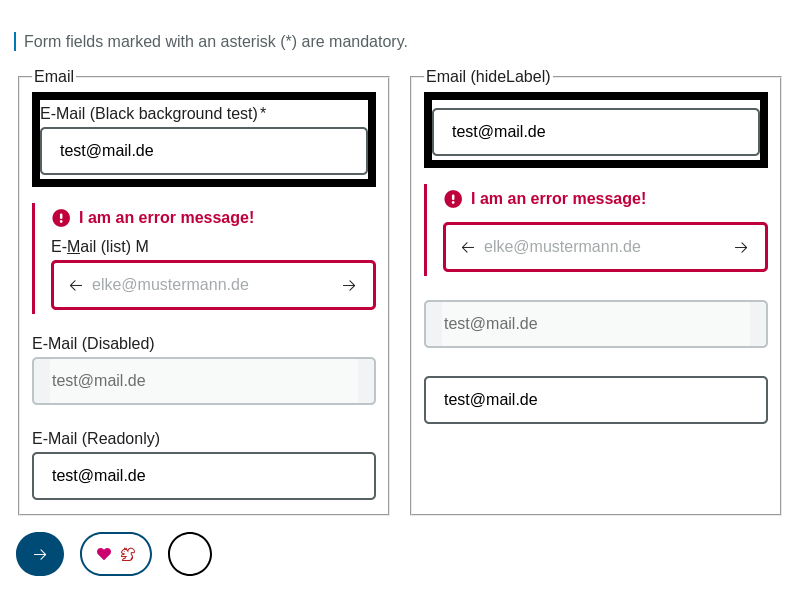 Form fields marked with an asterisk (*) are mandatory.
Email
E-Mail (Black background test)*
test@mail.de
I am an error message!
E-Mail (list) M
elke@mustermann.de
E-Mail (Disabled)
test@mail.de
E-Mail (Readonly)
test@mail.de
Email (hideLabel)
test@mail.de
I am an error message!
elke@mustermann.de
test@mail.de
test@mail.de